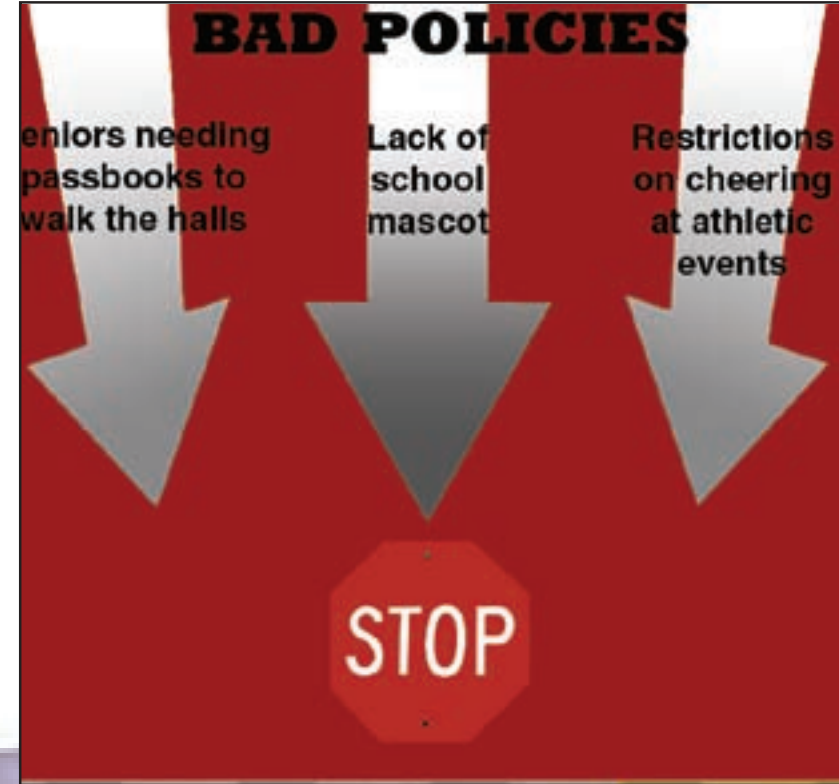 BAD POLICIES
eniors needing
passbooks to
walk the halls
Lack of
school
mascot
Restrictions
on cheering
at athletic
events
STOP